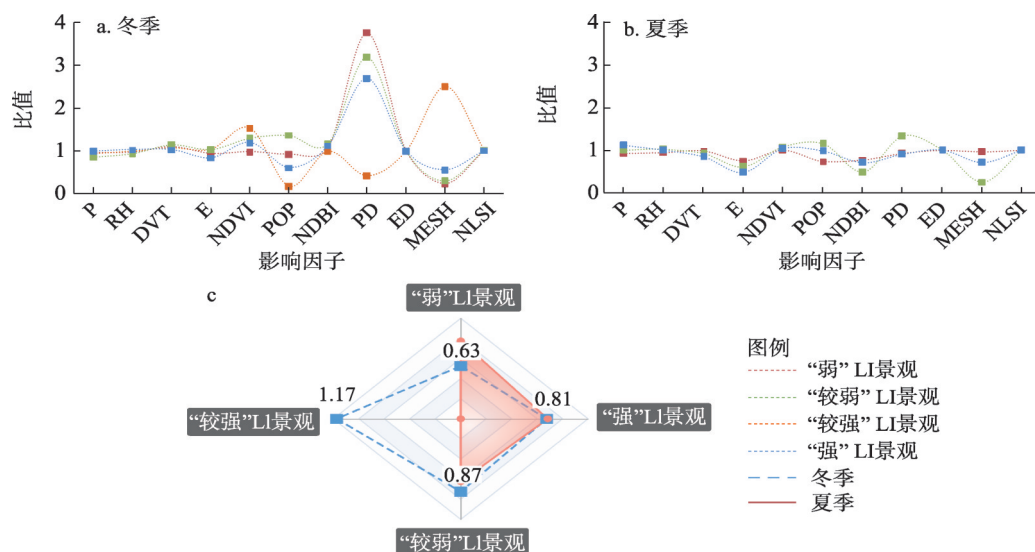 a. 冬季
4
3
2
1
0
比值
P
RH
DVT
E
NDVI
POP
NDBI
PD
ED
MESH
NLSI
影响因子
b. 夏季
4
3
2
1
0
比值
P
RH
DVT
E
NDVI
POP
NDBI
PD
ED
MESH
NLSI
影响因子
c
“弱”LI景观
0.63
1.17
0.81
“较强”LI景观
“强”LI景观
0.87
“较弱”LI景观
图例
“弱” LI景观
“较弱” LI景观
“较强” LI景观
“强” LI景观
冬季
夏季